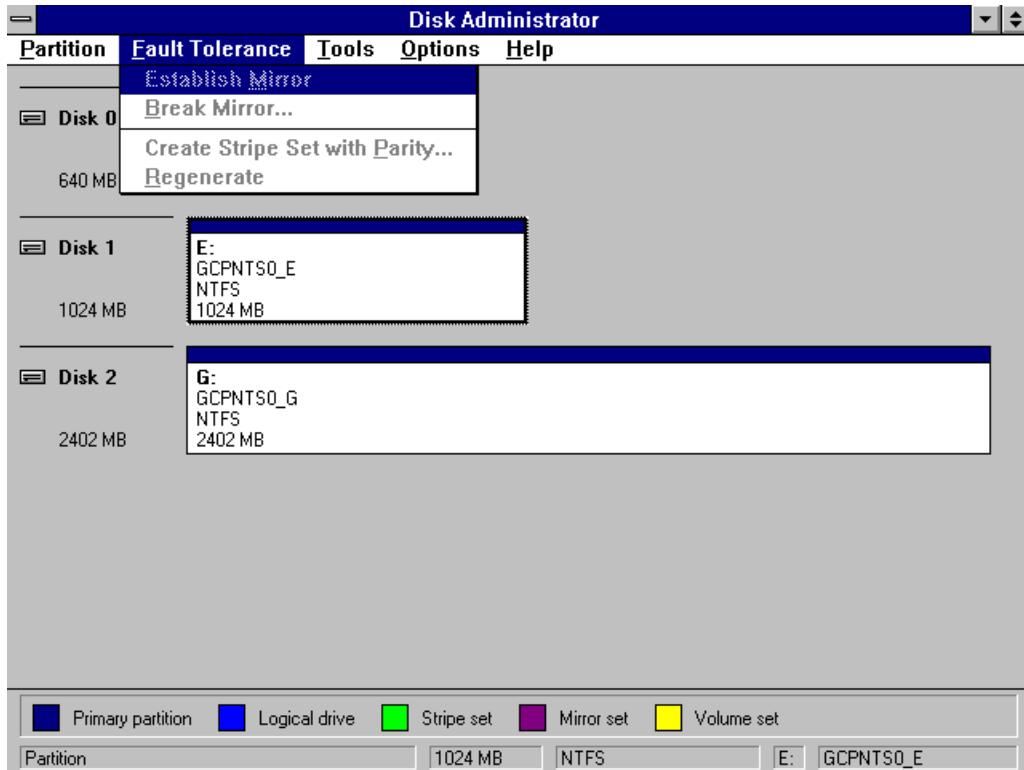 Disk Administrator
Partition Fault Tolerance Tools Options Help
Establish Mirror
Break Mirror...
Create Stripe Set with Parity...
Regenerate
Disk 0
640 MB
Disk 1
1024 MB
E:
GCPNTS0_E
NTFS
1024 MB
Disk 2
2402 MB
G:
GCPNTS0_G
NTFS
2402 MB
Primary partition Logical drive Stripe set Mirror set Volume set
Partition 1024 MB NTFS E: GCPNTS0_E